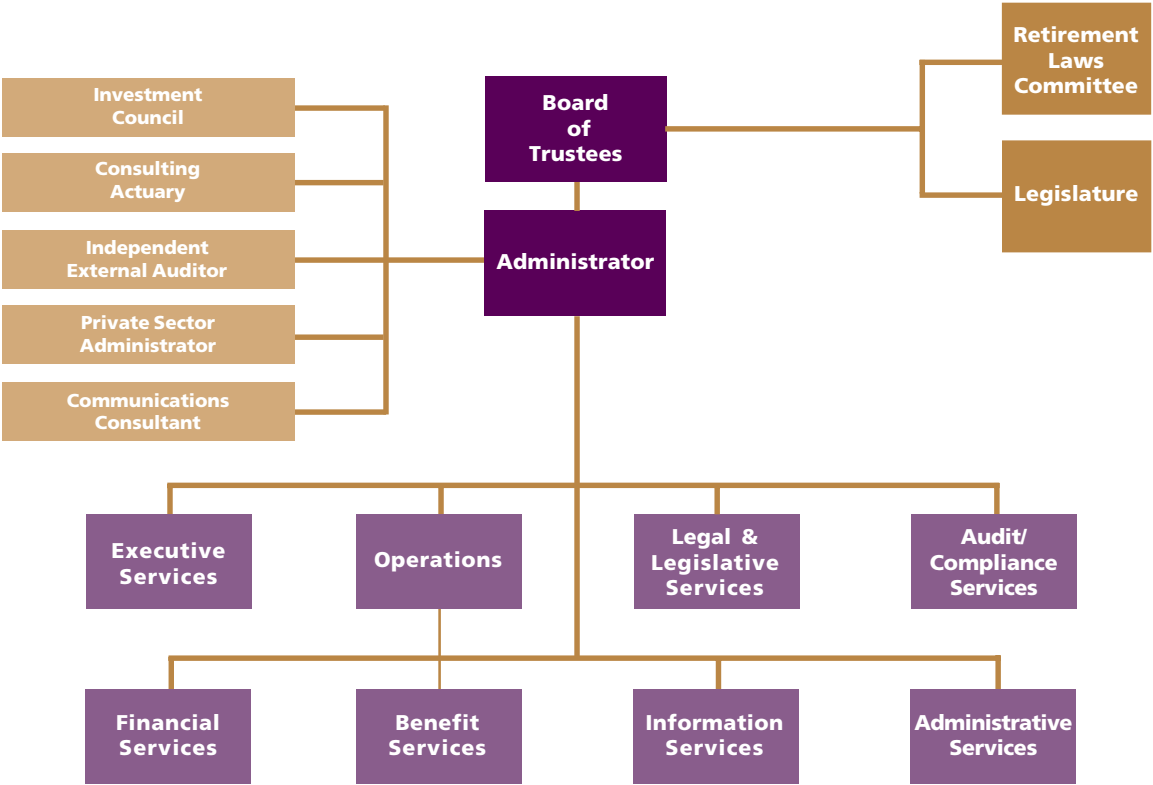 Retirement
Laws
Committee
Investment
Council
Board
of
Trustees
Consulting
Actuary
Legislature
Independent
External Auditor
Administrator
Private Sector
Administrator
Communications
Consultant
Executive
Services
Operations
Legal &
Legislative
Services
Audit/
Compliance
Services
Financial
Services
Benefit
Services
Information
Services
Administrative
Services